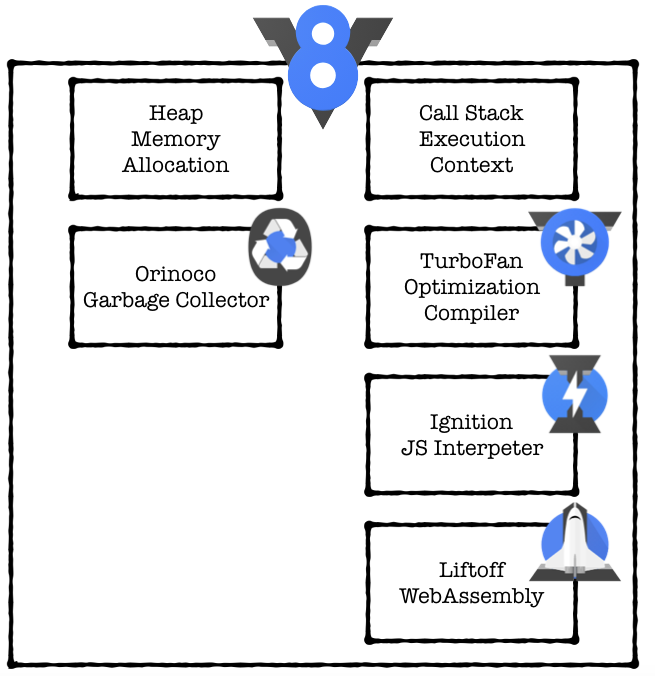 8
Heap
Memory
Allocation
Call Stack
Execution
Context
Orinoco
Garbage Collector
TurboFan
Optimization
Compiler
Ignition
JS Interpeter
Liftoff
WebAssembly